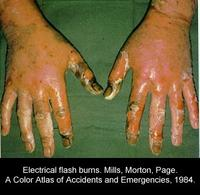 Electrical flash burns. Mills, Morton, Page.
A Color Atlas of Accidents and Emergencies, 1984.